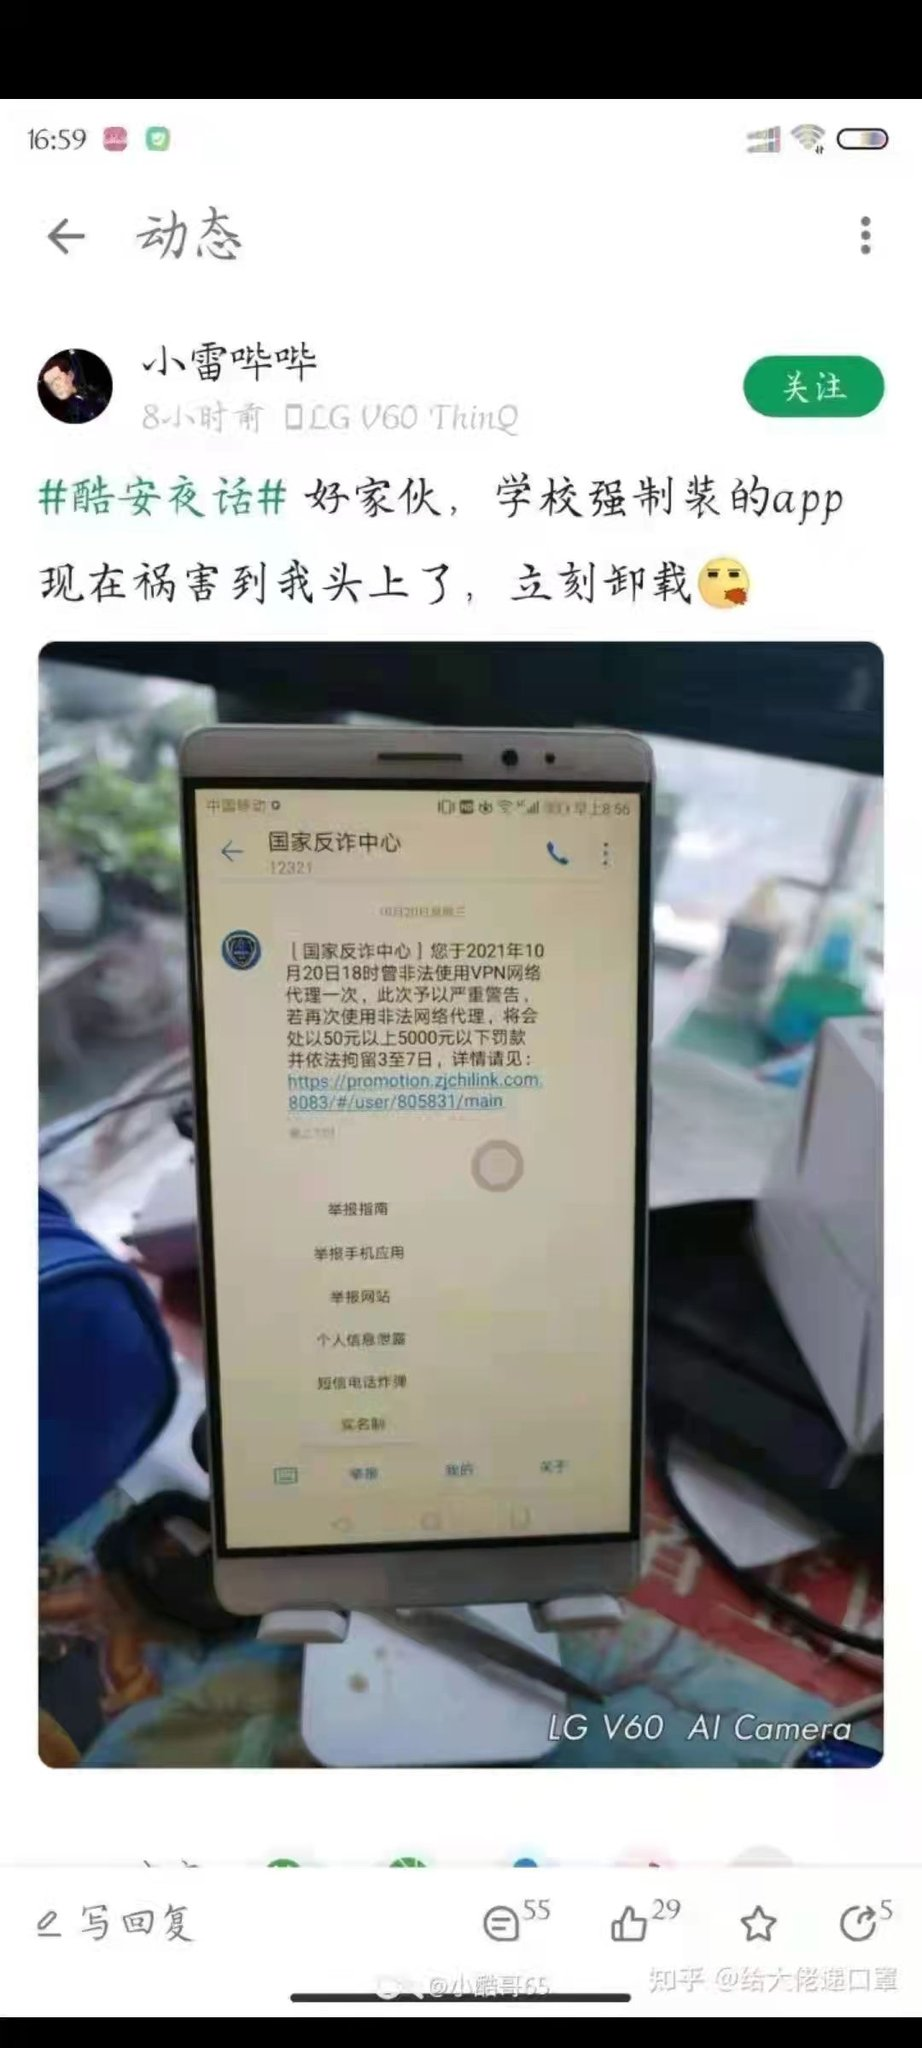 16:59
动态
小雷哔哔
8小时前 LG V60 ThinQ
关注
#酷安夜话# 好家伙，学校强制装的app
现在祸害到我头上了，立刻卸载
中国移动
早上8:56
国家反诈中心
12321
10月20日星期三
[国家反诈中心] 您于2021年10
月20日18时曾非法使用VPN网络
代理一次，此次予以严重警告，
若再次使用非法网络代理，将会
处以50元以上5000元以下罚款
并依法拘留3至7日，详情请见：
https://promotion.zjchilink.com:
8083/#/user/805831/main
举报指南
举报手机应用
举报网站
个人信息泄露
短信电话炸弹
实名制
举报 我的 关于
LG V60 AI Camera
写回复
55
29
5
@小酷哥65
知乎 @给大佬递口罩